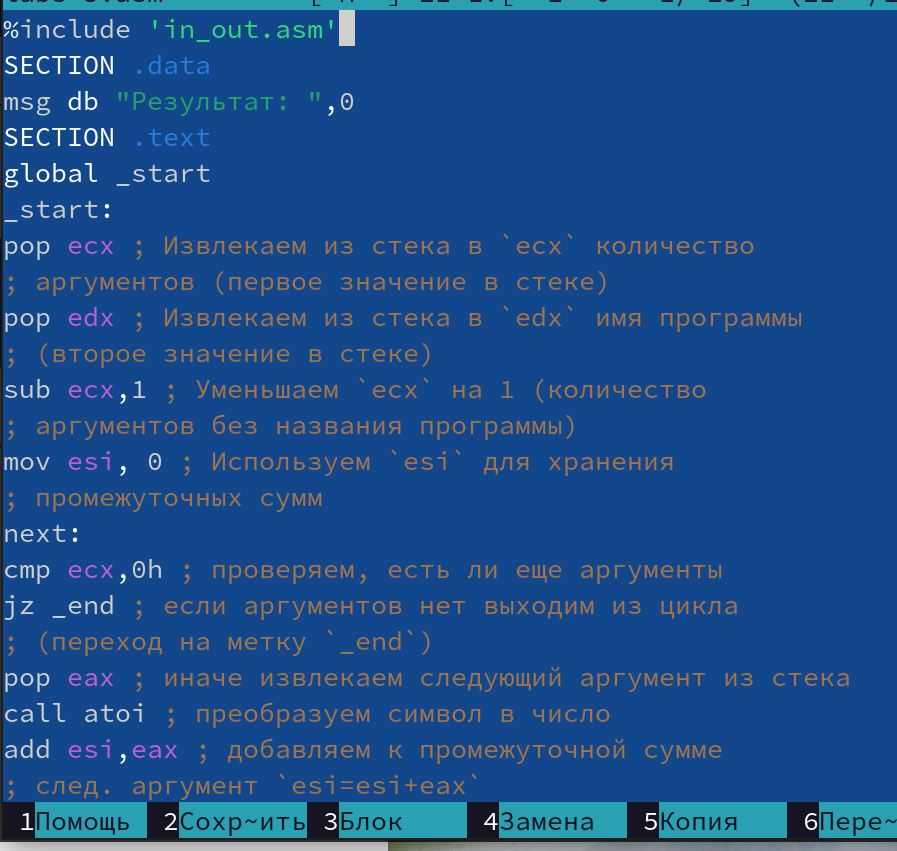 %include 'in_out.asm'
SECTION .data
msg db "Результат: ",0
SECTION .text
global _start
_start:
pop ecx ; Извлекаем из стека в `ecx` количество
; аргументов (первое значение в стеке)
pop edx ; Извлекаем из стека в `edx` имя программы
; (второе значение в стеке)
sub ecx,1 ; Уменьшаем `ecx` на 1 (количество
; аргументов без названия программы)
mov esi, 0 ; Используем `esi` для хранения
; промежуточных сумм
next:
cmp ecx,0h ; проверяем, есть ли еще аргументы
jz _end ; если аргументов нет выходим из цикла
; (переход на метку `_end`)
pop eax ; иначе извлекаем следующий аргумент из стека
call atoi ; преобразуем символ в число
add esi,eax ; добавляем к промежуточной сумме
; след. аргумент `esi=esi+eax`
1Помощь 2Сохр~ить 3Блок 4Замена 5Копия 6Пере~